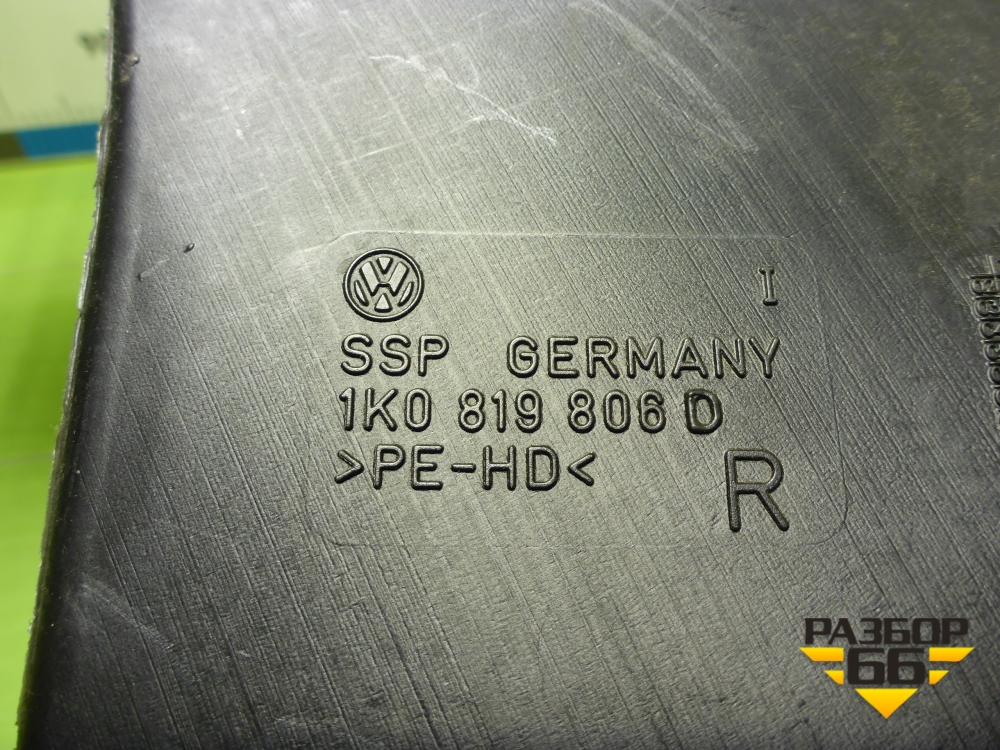 I
SSP GERMANY
1K0 819 806 D
>PE-HD<
R
РАЗБОР
66